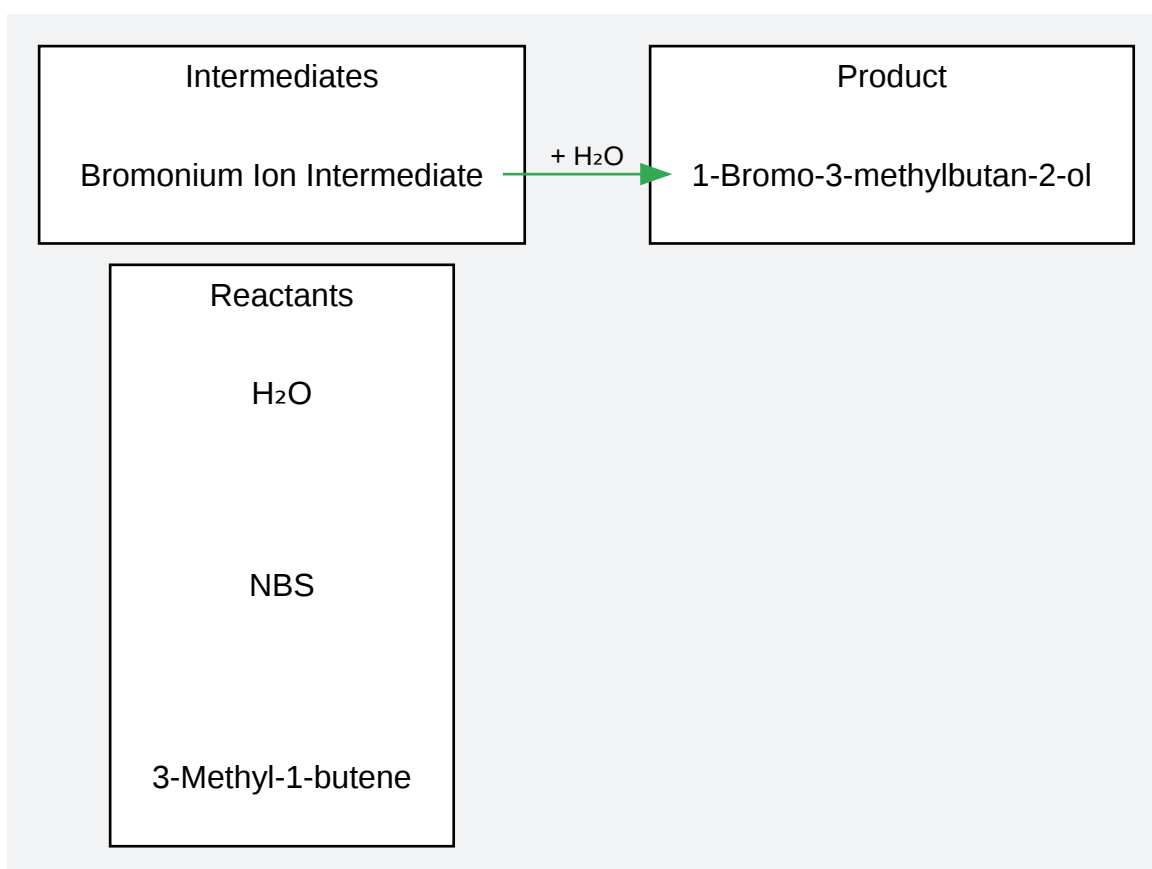 Intermediates
Bromonium Ion Intermediate
+ H₂O
Product
1-Bromo-3-methylbutan-2-ol
Reactants
H₂O
NBS
3-Methyl-1-butene